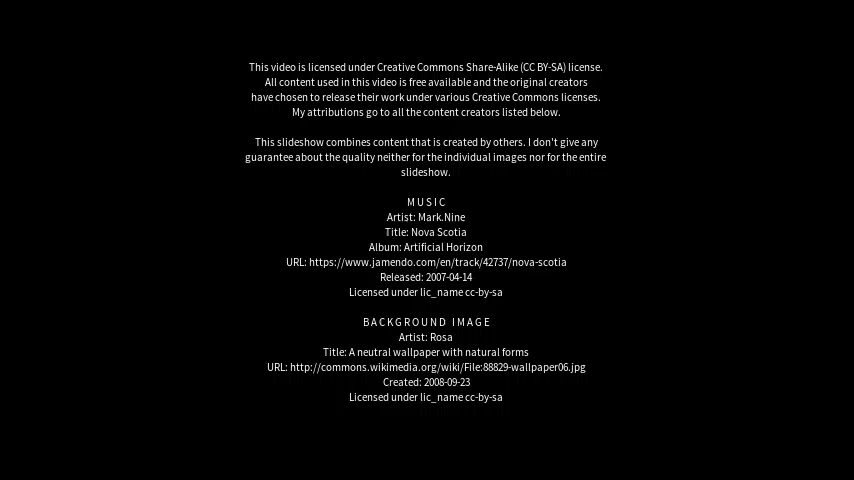 This video is licensed under Creative Commons Share-Alike (CC BY-SA) license.
All content used in this video is free available and the original creators
have chosen to release their work under various Creative Commons licenses.
My attributions go to all the content creators listed below.
This slideshow combines content that is created by others. I don't give any
guarantee about the quality neither for the individual images nor for the entire
slideshow.
MUSIC
Artist: Mark.Nine
Title: Nova Scotia
Album: Artificial Horizon
URL: https://www.jamendo.com/en/track/42737/nova-scotia
Released: 2007-04-14
Licensed under lic_name cc-by-sa
BACKGROUND IMAGE
Artist: Rosa
Title: A neutral wallpaper with natural forms
URL: http://commons.wikimedia.org/wiki/File:88829-wallpaper06.jpg
Created: 2008-09-23
Licensed under lic_name cc-by-sa